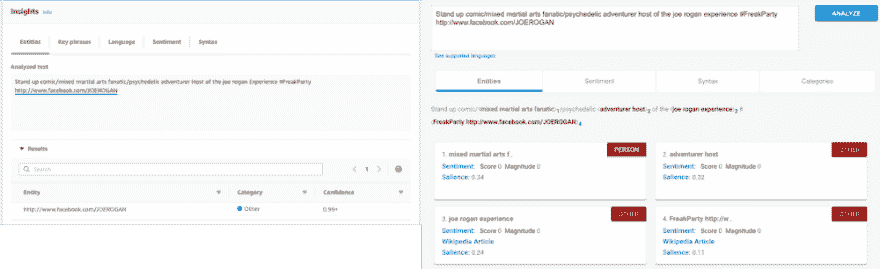 Insights Info
Entities Key phrases Language Sentiment Syntax
Analyzed text
Stand up comic/mixed martial arts fanatic/psychedelic adventurer Host of the joe rogan Experience #FreakParty
http://www.facebook.com/JOEROGAN
Results
Search
1
Entity Category Confidence
http://www.facebook.com/JOEROGAN Other 0.99+
Stand up comic/mixed martial arts fanatic/psychedelic adventurer host of the joe rogan experience #FreakParty
http://www.facebook.com/JOEROGAN
ANALYZE
See supported languages
Entities Sentiment Syntax Categories
Stand up comic/⟨mixed martial arts fanatic⟩1/psychedelic ⟨adventurer host⟩2 of the ⟨joe rogan experience⟩3 #
⟨FreakParty http://www.facebook.com/JOEROGAN⟩4
1. mixed martial arts f.. PERSON
Sentiment: Score 0 Magnitude 0
Salience: 0.34
2. adventurer host
Sentiment: Score 0 Magnitude 0
Salience: 0.32
3. joe rogan experience
Sentiment: Score 0 Magnitude 0
Wikipedia Article
Salience: 0.24
4. FreakParty http://w..
Sentiment: Score 0 Magnitude 0
Wikipedia Article
Salience: 0.11